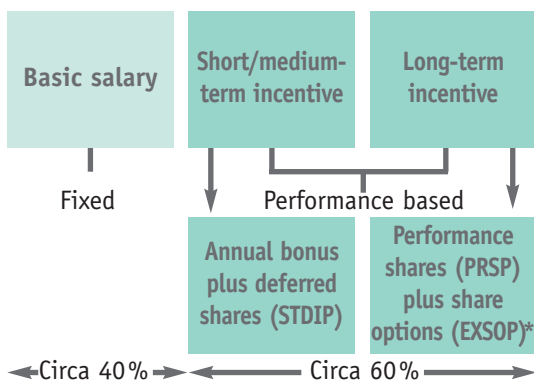 Basic salary
Short/medium-
term incentive
Long-term
incentive
Fixed
Performance based
Annual bonus
plus deferred
shares (STDIP)
Performance
shares (PRSP)
plus share
options (EXSOP)*
Circa 40%
Circa 60%